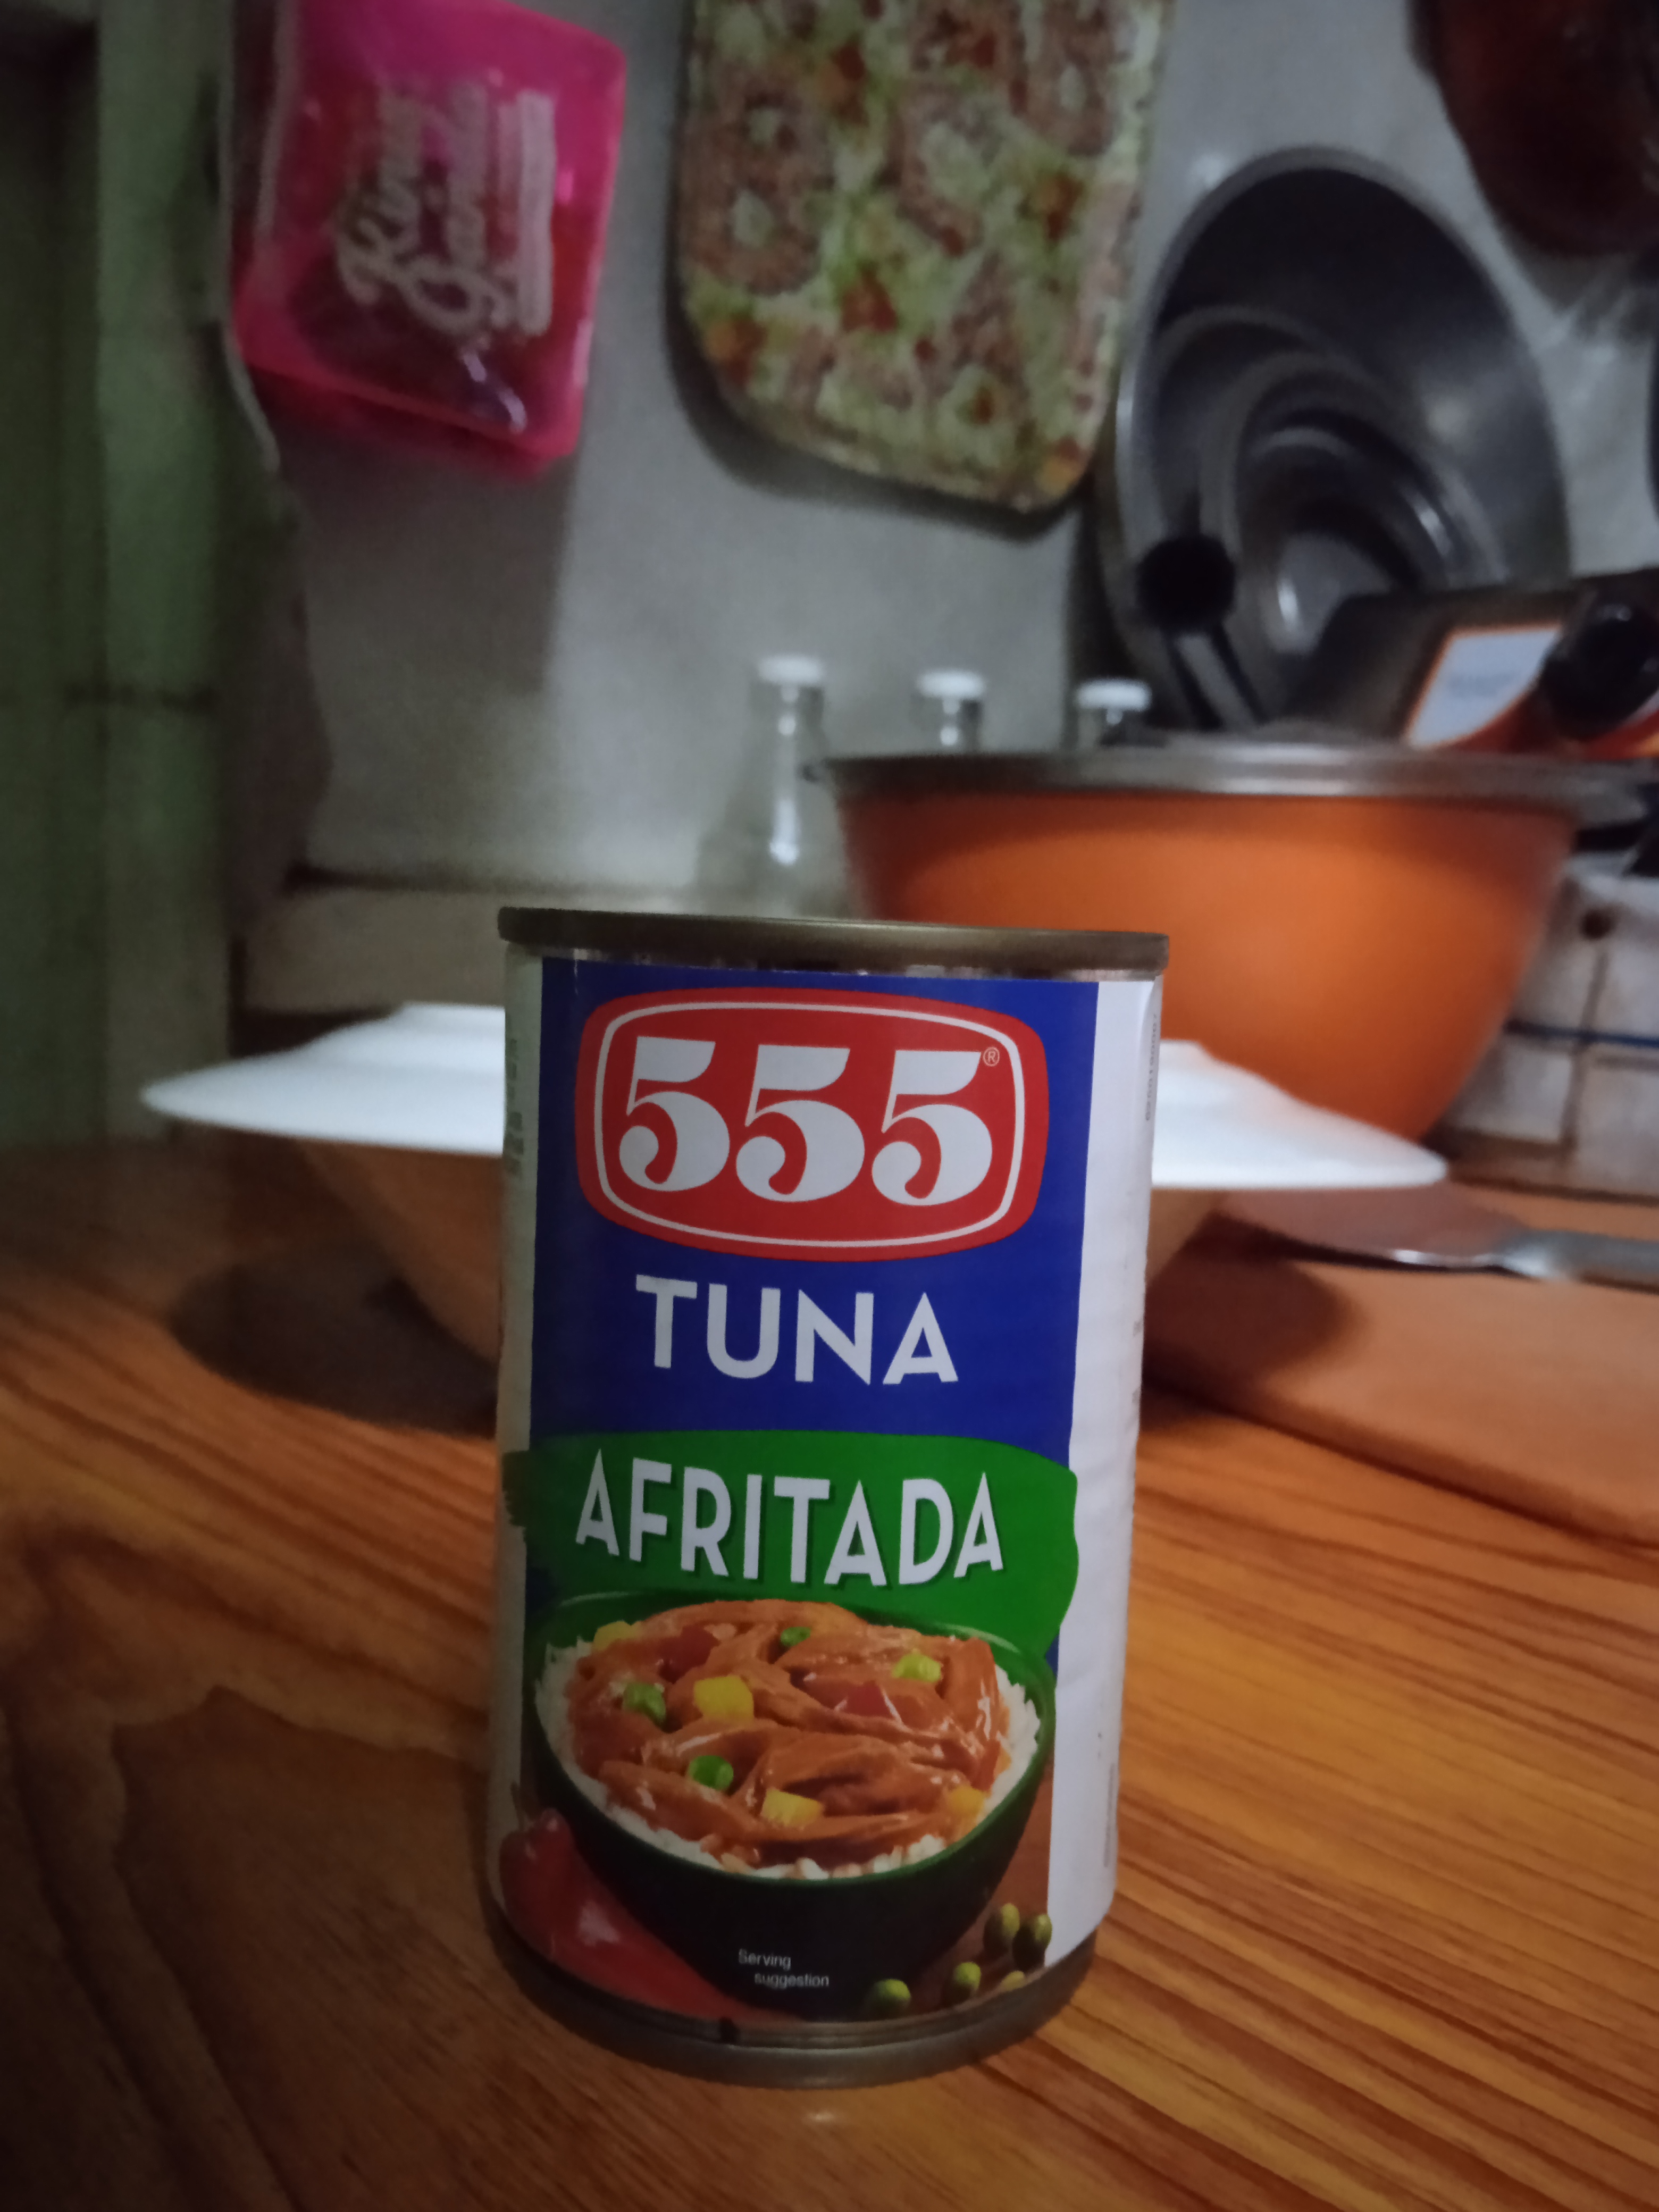 555®
TUNA
AFRITADA
Serving
suggestion